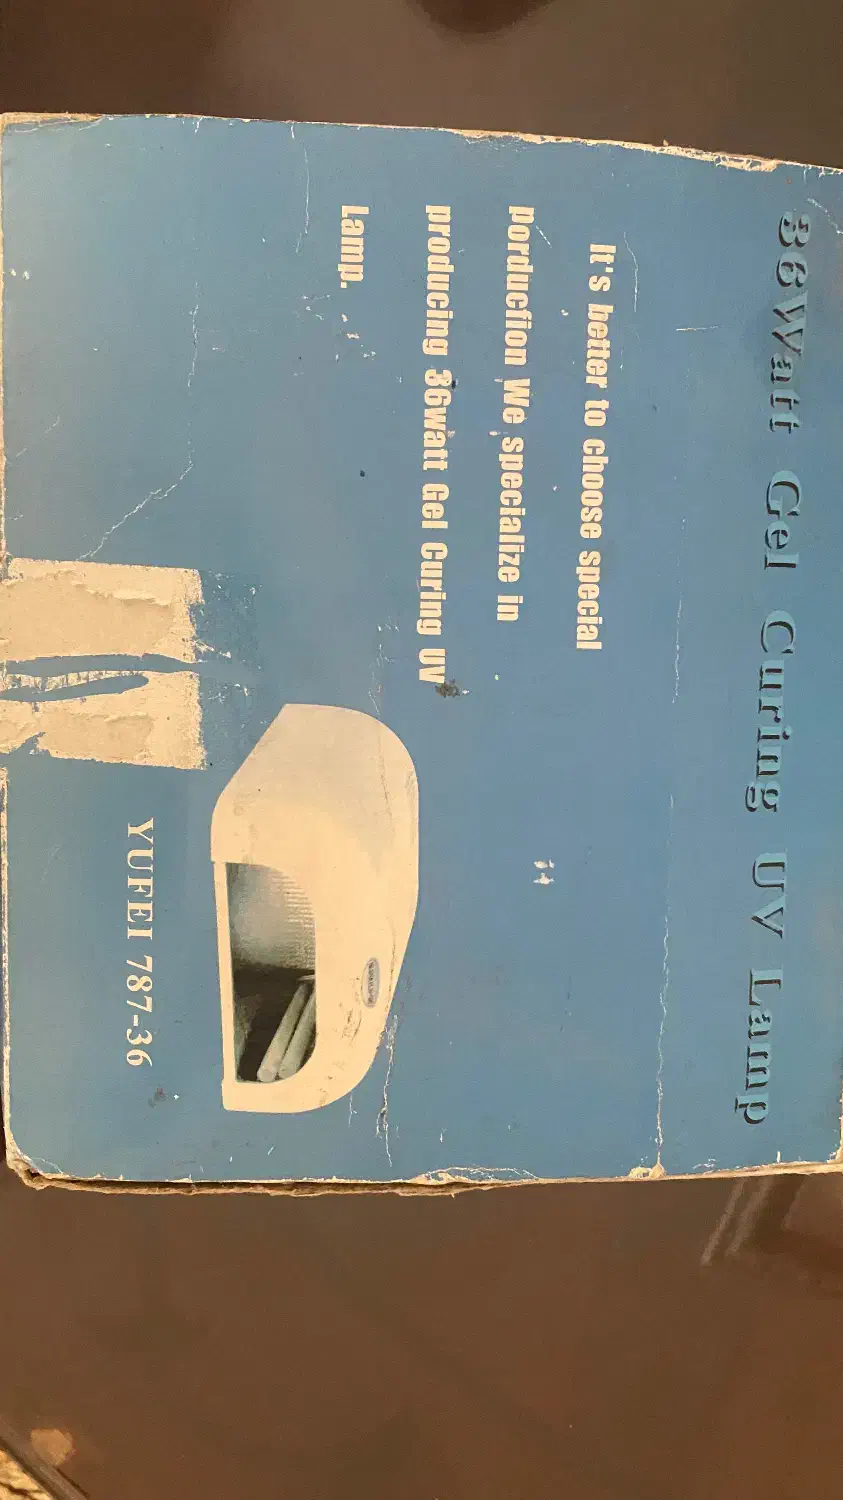 36Watt Gel Curing UV Lamp
It's better to choose special
porduction We specialize in
producing 36watt Gel Curing UV
Lamp.
YUFEI 787-36